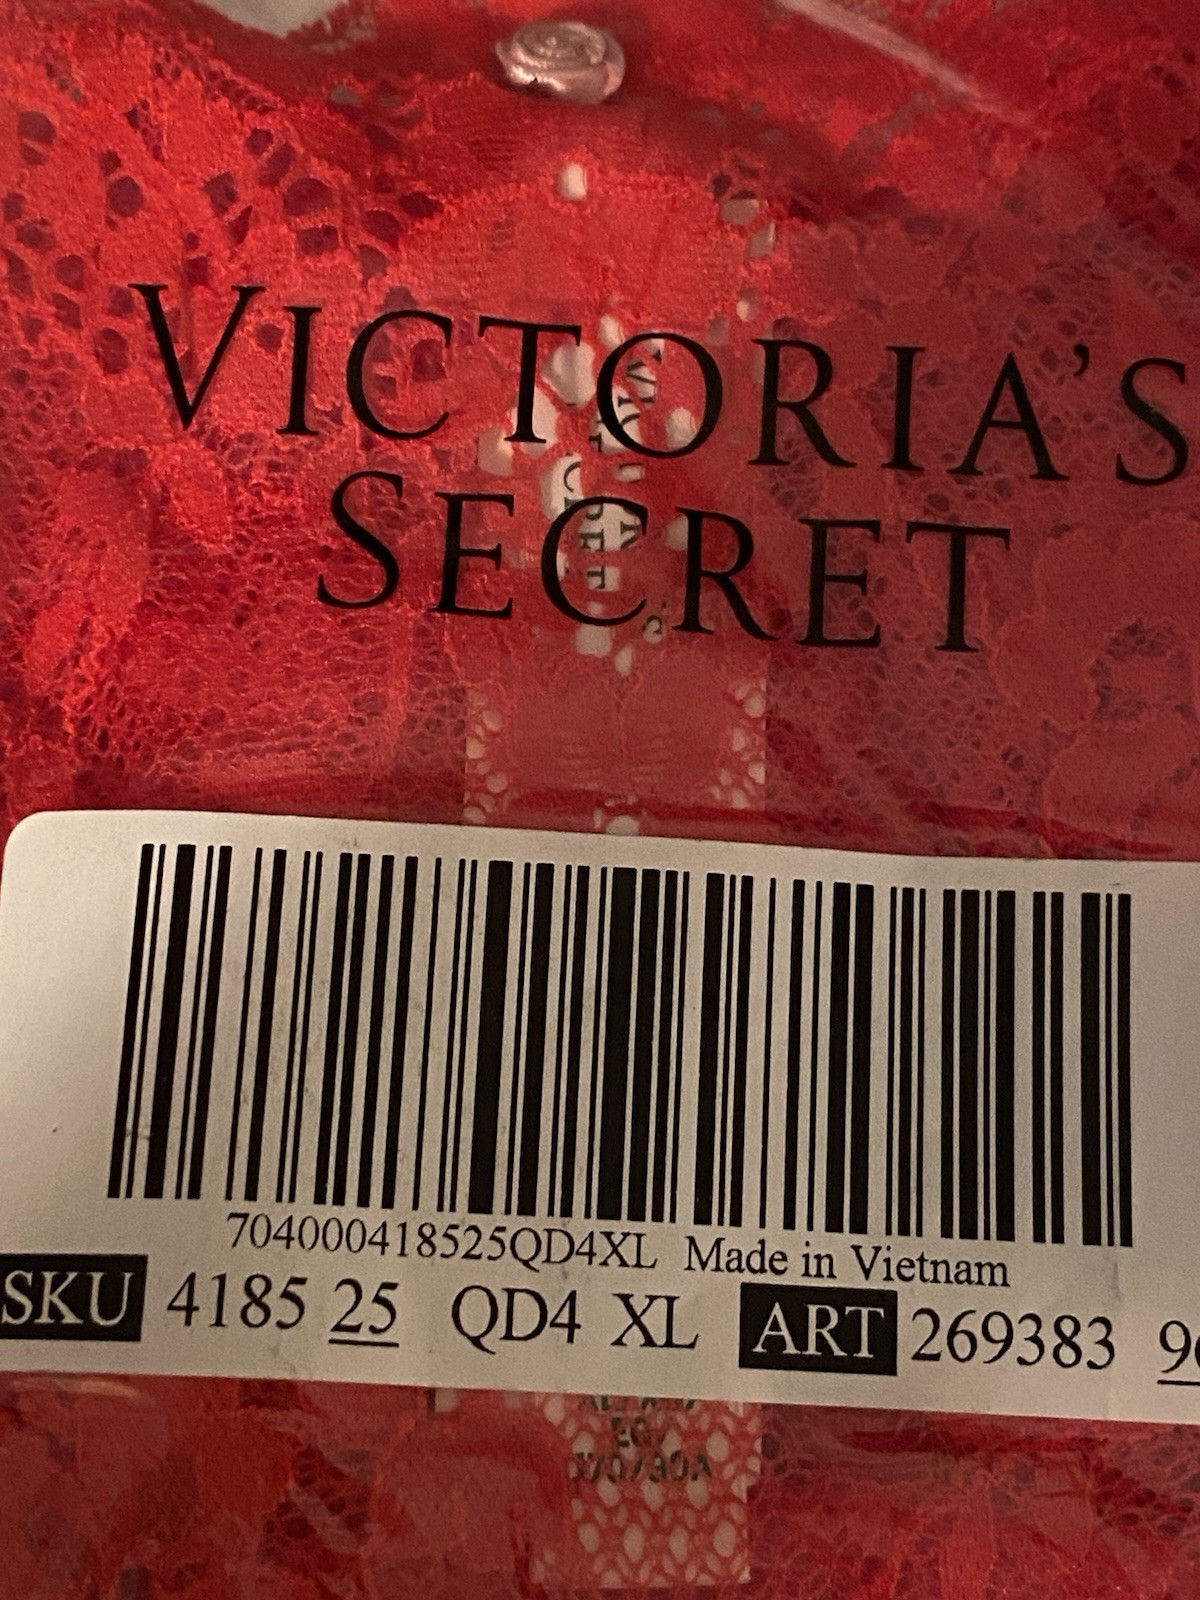 VICTORIA'S
SECRET
704000418525QD4XL Made in Vietnam
SKU 4185 25 QD4 XL ART 269383